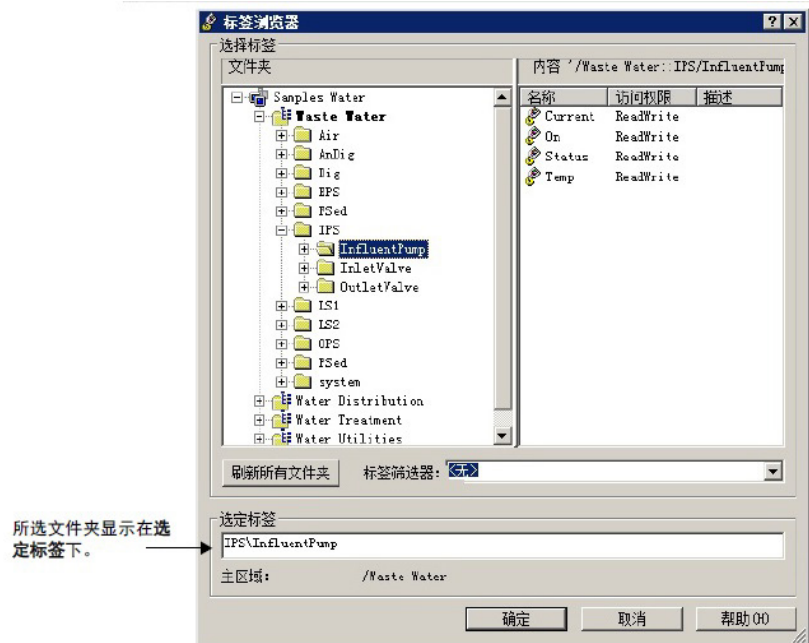 标签浏览器
选择标签
文件夹
内容 '/Waste Water::IPS/InfluentPump
Samples Water
Waste Water
Air
AnDig
Dig
EPS
FSed
IPS
InfluentPump
InletValve
OutletValve
LS1
LS2
OPS
PSed
system
Water Distribution
Water Treatment
Water Utilities
名称 访问权限 描述
Current ReadWrite
On ReadWrite
Status ReadWrite
Temp ReadWrite
刷新所有文件夹
标签筛选器: <无>
所选文件夹显示在选
定标签下。
选定标签
IPS\InfluentPump
主区域: /Waste Water
确定 取消 帮助(H)